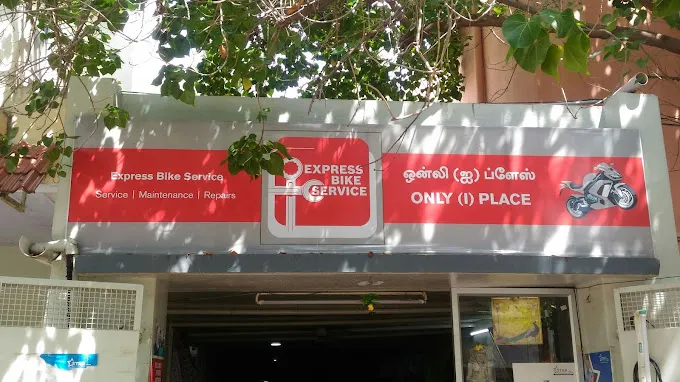 Express Bike Service
Service | Maintenance | Repairs
EXPRESS
BIKE
SERVICE
ஒன்லி (ஐ) ப்ளேஸ்
ONLY (I) PLACE